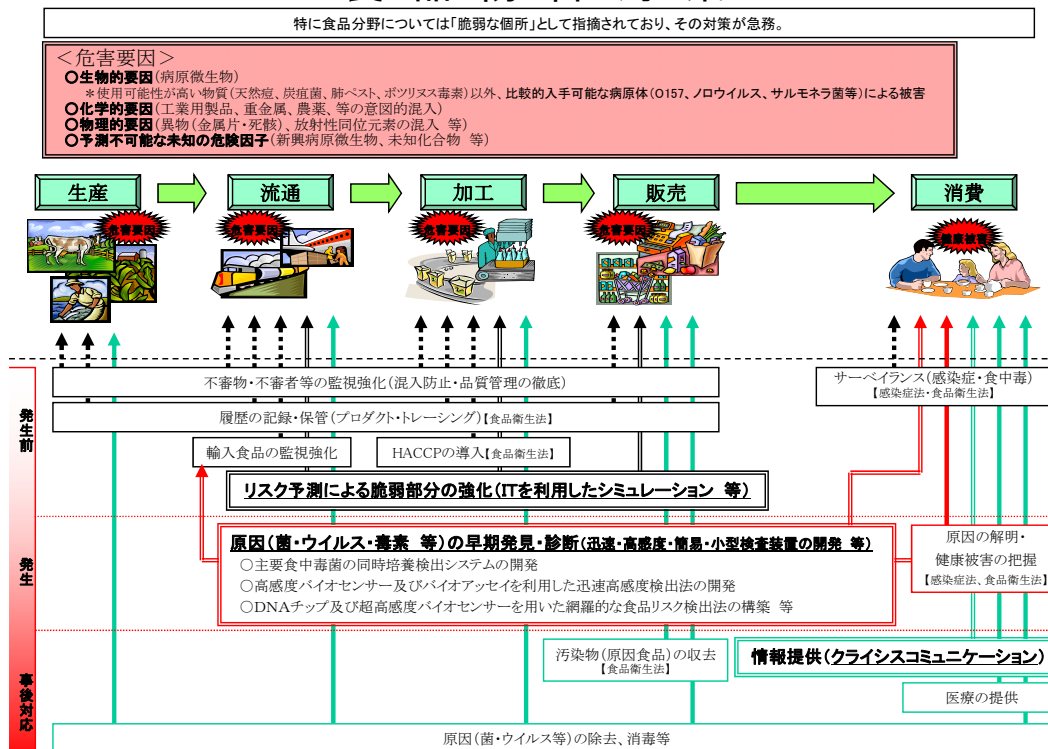 特に食品分野については「脆弱な個所」として指摘されており、その対策が急務。
＜危害要因＞
○生物的要因(病原微生物)
＊使用可能性が高い物質(天然痘、炭疽菌、肺ペスト、ボツリヌス毒素)以外、比較的入手可能な病原体(O157、ノロウイルス、サルモネラ菌等)による被害
○化学的要因(工業用製品、重金属、農薬、等の意図的混入)
○物理的要因(異物(金属片・死骸)、放射性同位元素の混入 等)
○予測不可能な未知の危険因子(新興病原微生物、未知化合物 等)
生産
流通
加工
販売
消費
危害要因
危害要因
危害要因
危害要因
健康被害
発生前
不審物・不審者等の監視強化(混入防止・品質管理の徹底)
サーベイランス(感染症・食中毒)
【感染症法・食品衛生法】
履歴の記録・保管(プロダクト・トレーシング)【食品衛生法】
輸入食品の監視強化
HACCPの導入【食品衛生法】
リスク予測による脆弱部分の強化(ITを利用したシミュレーション 等)
発生
原因(菌・ウイルス・毒素 等)の早期発見・診断(迅速・高感度・簡易・小型検査装置の開発 等)
○主要食中毒菌の同時培養検出システムの開発
○高感度バイオセンサー及びバイオアッセイを利用した迅速高感度検出法の開発
○DNAチップ及び超高感度バイオセンサーを用いた網羅的な食品リスク検出法の構築 等
原因の解明・
健康被害の把握
【感染症法、食品衛生法】
事後対応
汚染物(原因食品)の収去
【食品衛生法】
情報提供(クライシスコミュニケーション)
医療の提供
原因(菌・ウイルス等)の除去、消毒等